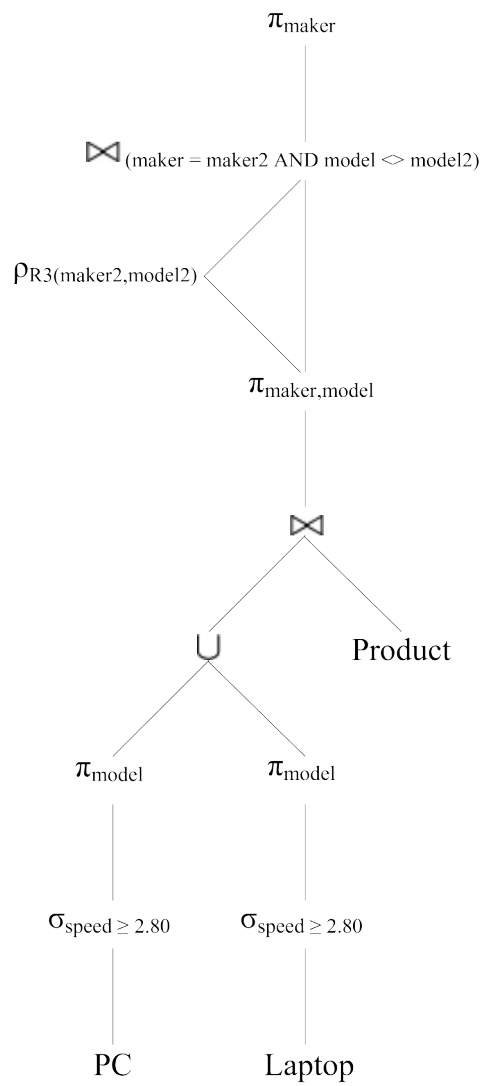 πmaker
⋈ (maker = maker2 AND model <> model2)
ρR3(maker2,model2)
πmaker,model
⋈
∪ Product
πmodel πmodel
σspeed ≥ 2.80 σspeed ≥ 2.80
PC Laptop